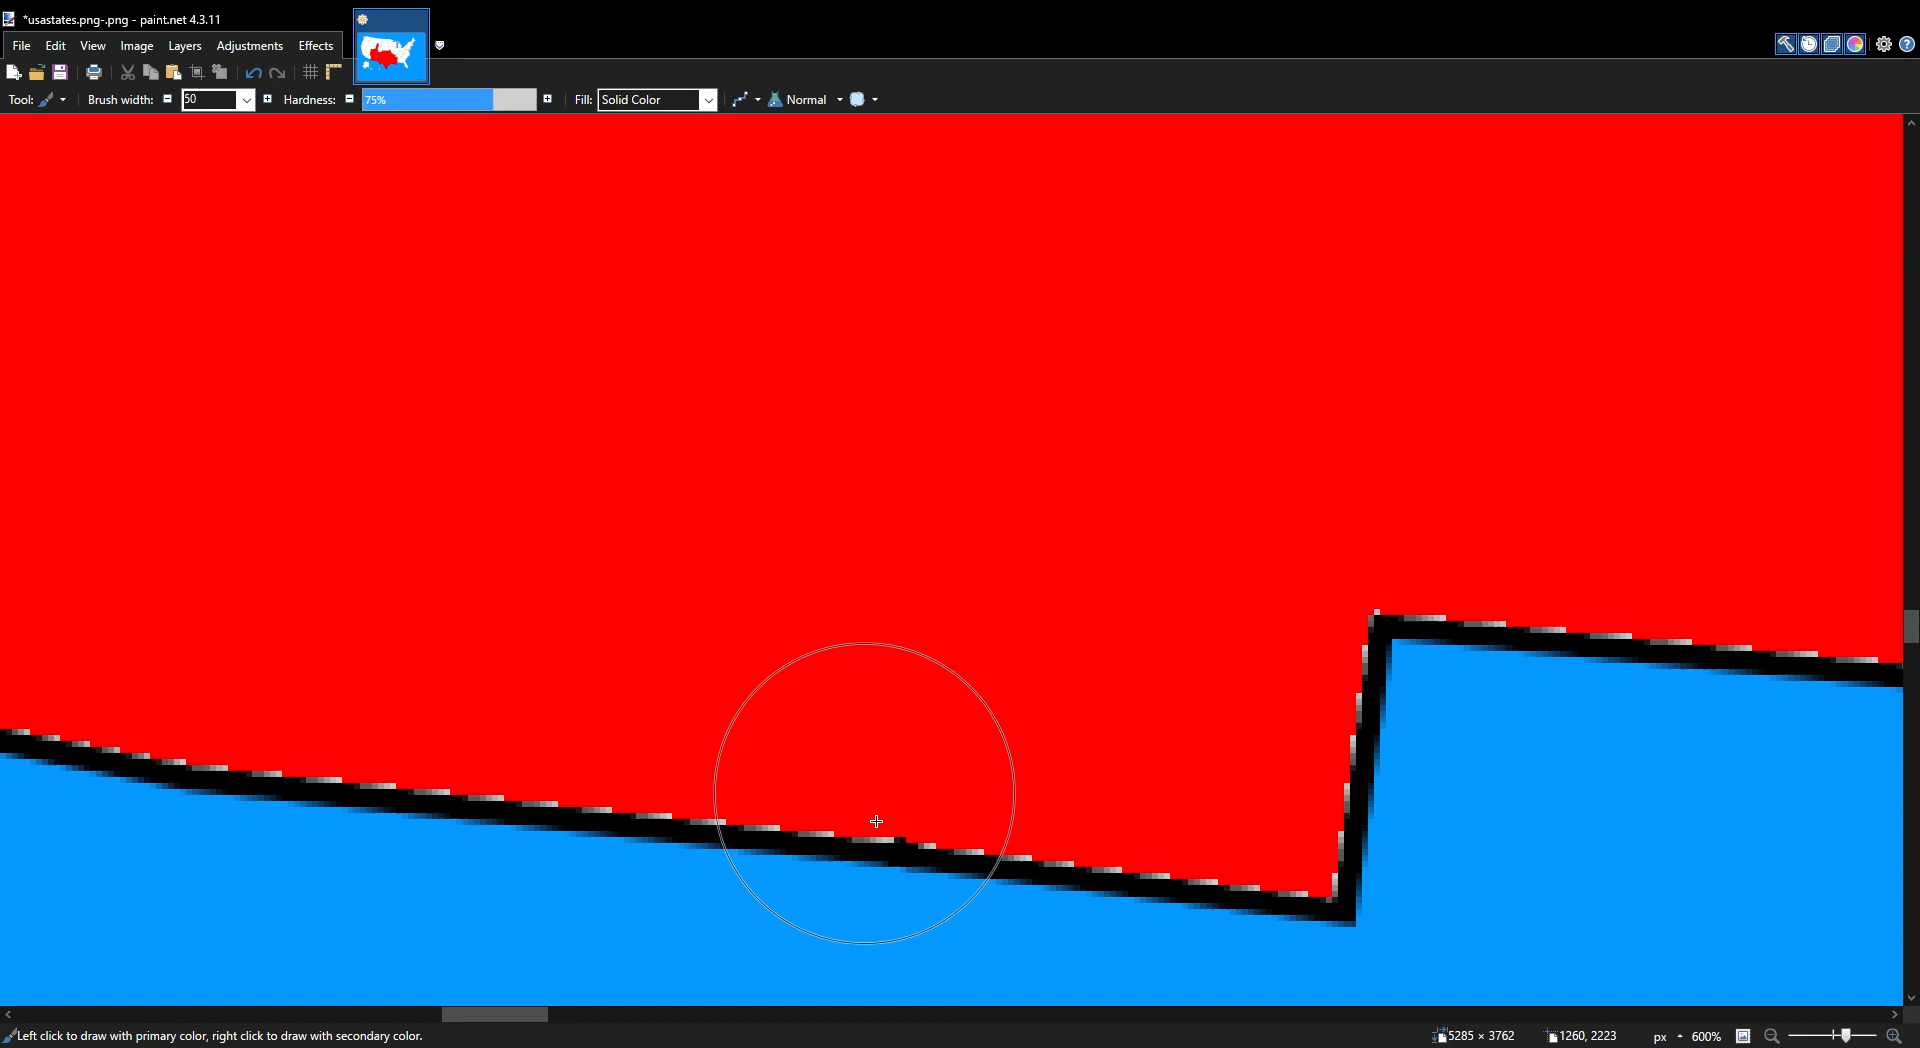 *usastates.png-.png - paint.net 4.3.11
File Edit View Image Layers Adjustments Effects
Tool: Brush width: 50 Hardness: 75% Fill: Solid Color Normal
Left click to draw with primary color, right click to draw with secondary color. 5285 × 3762 1260, 2223 px 600%